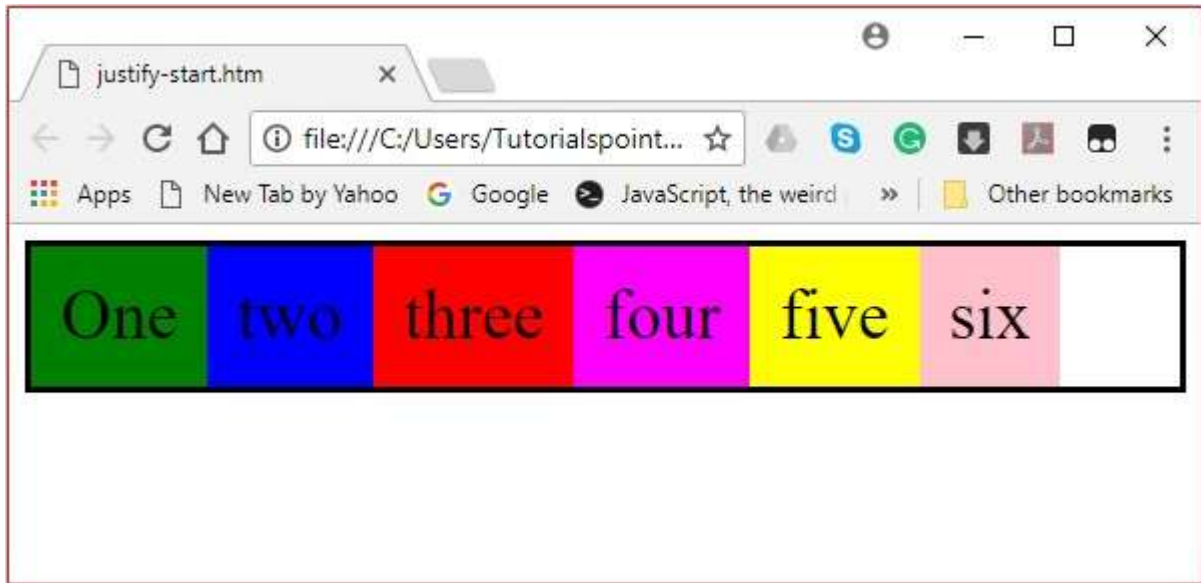 justify-start.htm
file:///C:/Users/Tutorialspoint...
Apps New Tab by Yahoo Google JavaScript, the weird » Other bookmarks
One two three four five six